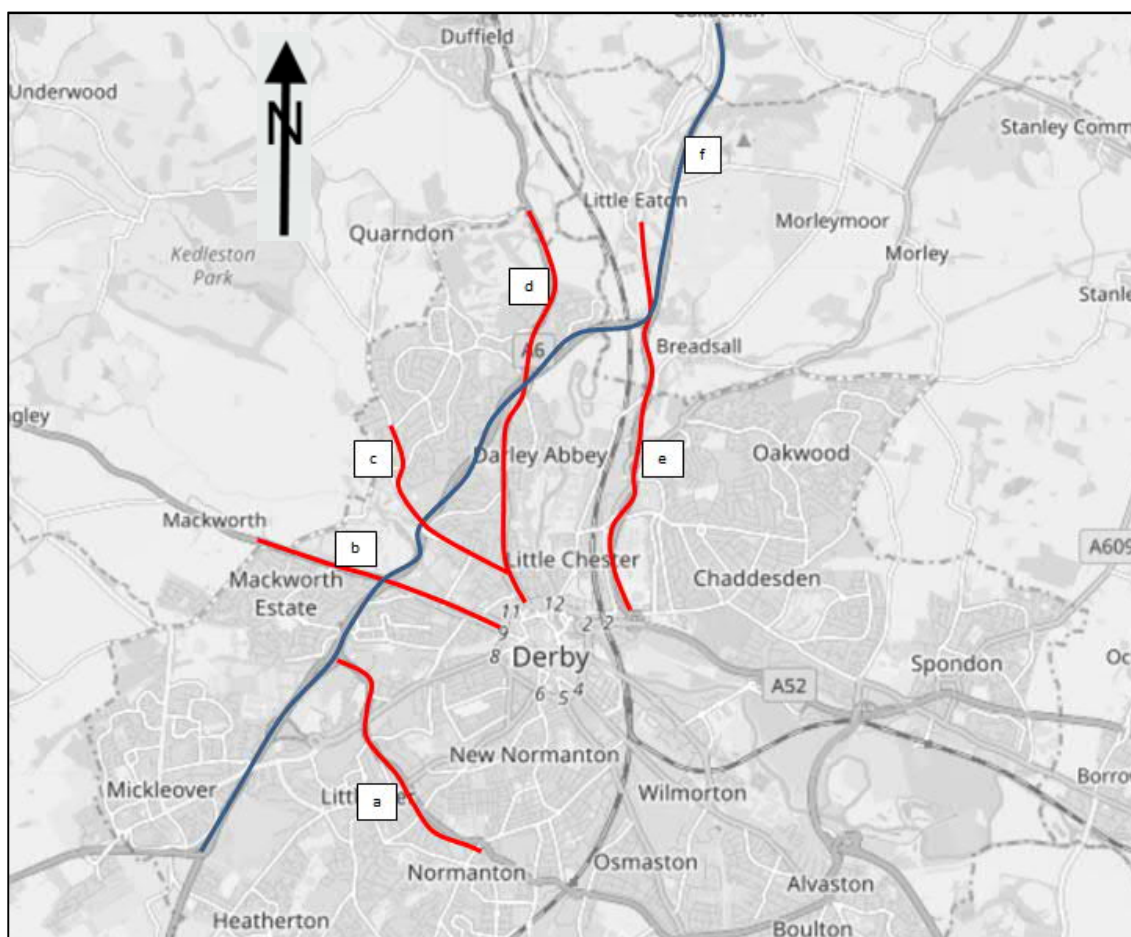 Duffield
Underwood
N
Stanley Comm
f
Little Eaton
Morleymoor
Quarndon
Kedleston
Park
Morley
d
Stanle
A6
Breadsall
gley
c
Darley Abbey
e
Oakwood
Mackworth
b
Little Chester
A609
Mackworth
Estate
Chaddesden
11
12
9
2
2
8
Derby
Spondon
Oc
6
5
4
A52
New Normanton
Mickleover
a
Wilmorton
Borrow
Normanton
Osmaston
Alvaston
Heatherton
Boulton